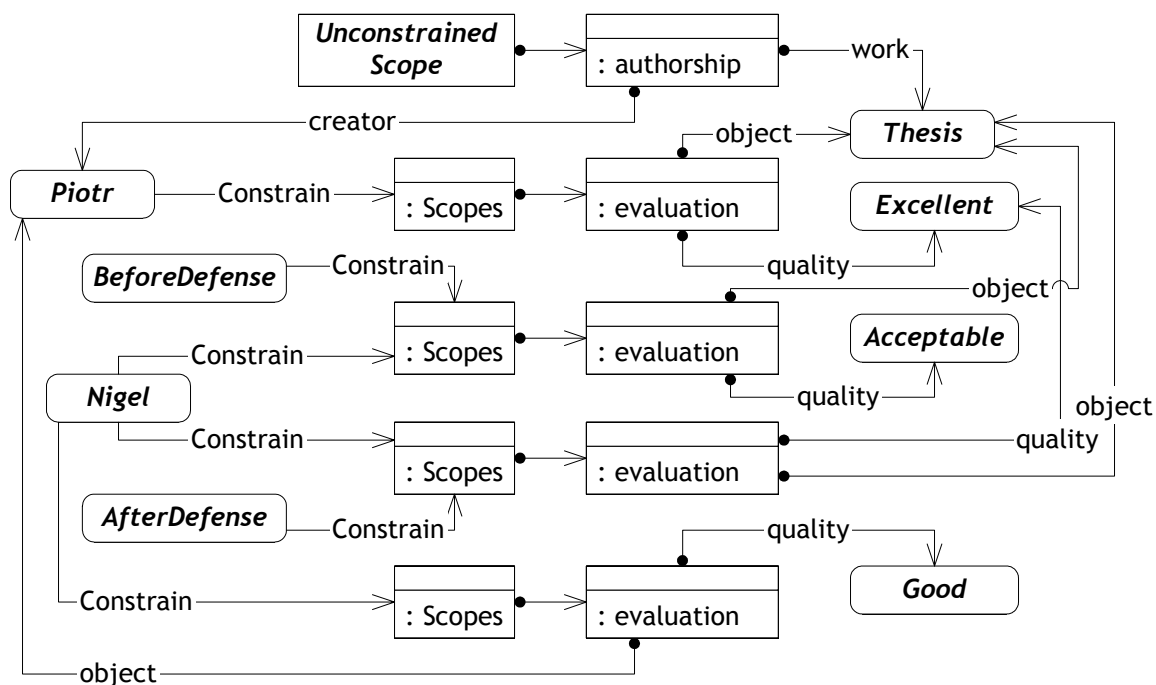 Unconstrained
Scope
: authorship
work
creator
object
Thesis
Piotr
Constrain
: Scopes
: evaluation
Excellent
quality
BeforeDefense
Constrain
object
Constrain
: Scopes
: evaluation
Acceptable
Nigel
quality
object
Constrain
: Scopes
: evaluation
quality
AfterDefense
Constrain
quality
Constrain
: Scopes
: evaluation
Good
object